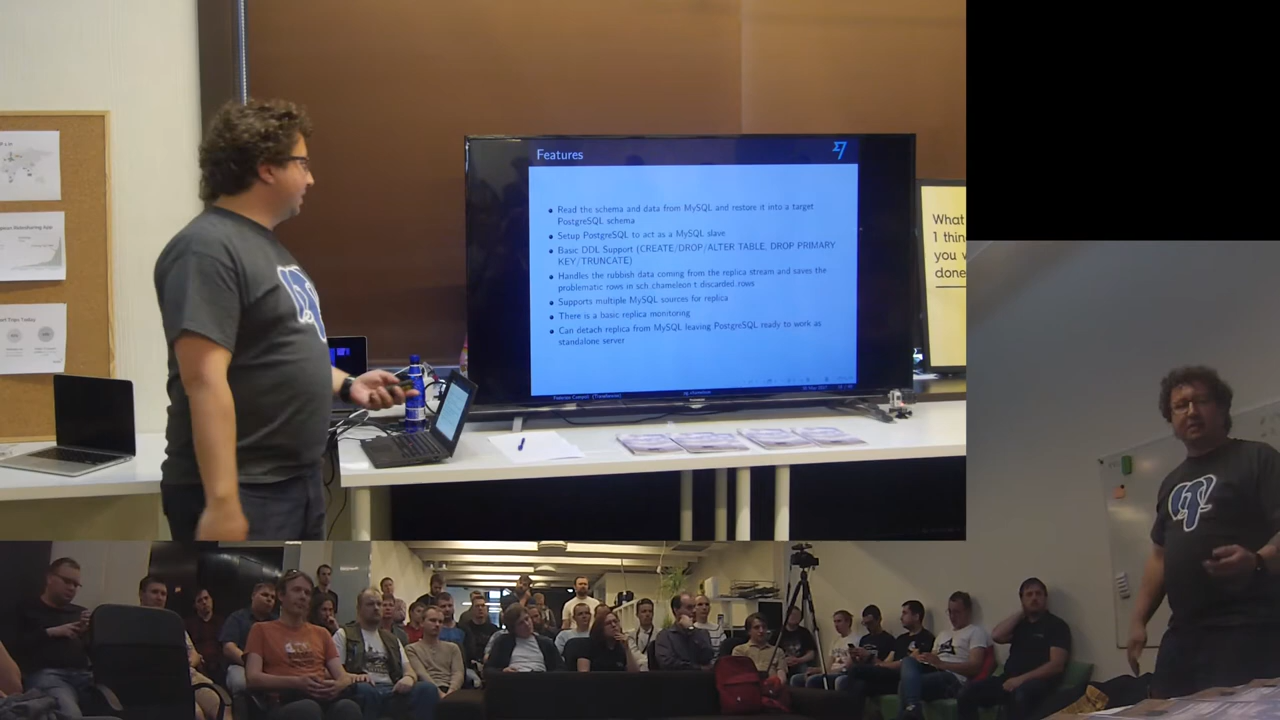 Features
Read the schema and data from MySQL and restore it into a target
PostgreSQL schema
Setup PostgreSQL to act as a MySQL slave
Basic DDL Support (CREATE/DROP/ALTER TABLE, DROP PRIMARY
KEY/TRUNCATE)
Handles the rubbish data coming from the replica stream and saves the
problematic rows in sch_chameleon.t_discarded_rows
Supports multiple MySQL sources for replica
There is a basic replica monitoring
Can detach replica from MySQL leaving PostgreSQL ready to work as
standalone server
Federico Campoli (Transferwise)
What
1 thin
you w
done